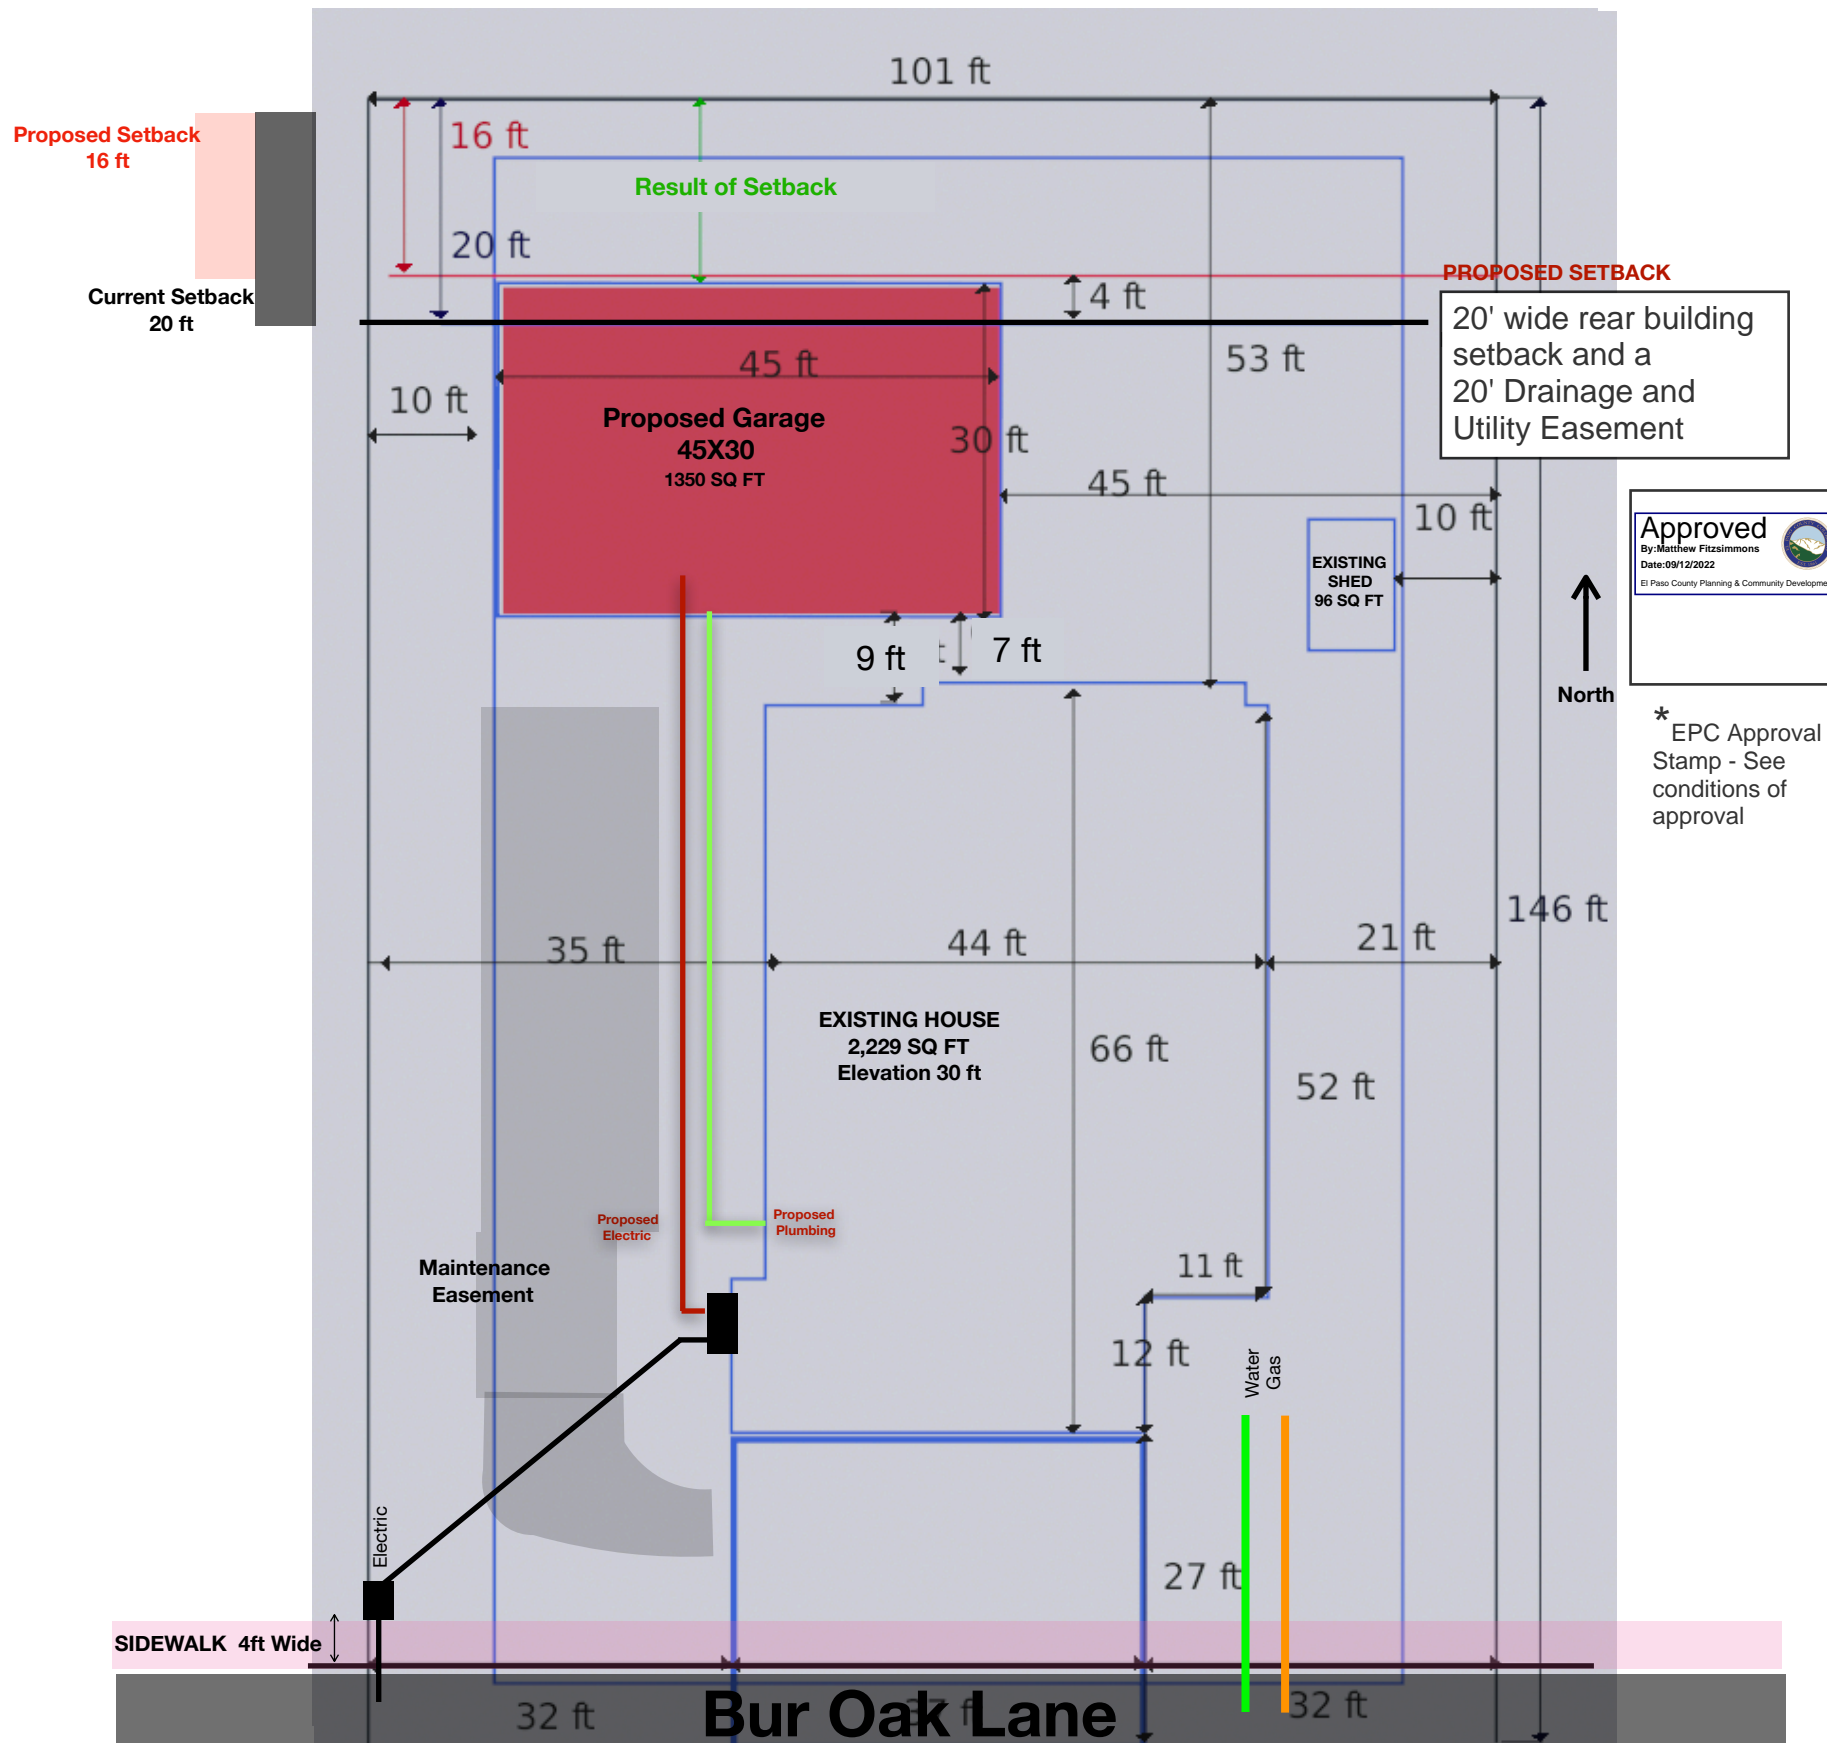 101 ft
Proposed Setback
16 ft
16 ft
Result of Setback
20 ft
PROPOSED SETBACK
Current Setback
20 ft
4 ft
20' wide rear building
setback and a
20' Drainage and
Utility Easement
53 ft
45 ft
10 ft
Proposed Garage
45X30
1350 SQ FT
30 ft
45 ft
10 ft
Approved
By:Matthew Fitzsimmons
Date:09/12/2022
El Paso County Planning & Community
EXISTING
SHED
96 SQ FT
9 ft
7 ft
North
*EPC Approval
Stamp - See
conditions of
approval
146 ft
35 ft
44 ft
21 ft
EXISTING HOUSE
2,229 SQ FT
Elevation 30 ft
66 ft
52 ft
Proposed
Electric
Proposed
Plumbing
Maintenance
Easement
11 ft
12 ft
Water
Gas
Electric
27 ft
SIDEWALK 4ft Wide
32 ft
Bur Oak Lane
32 ft